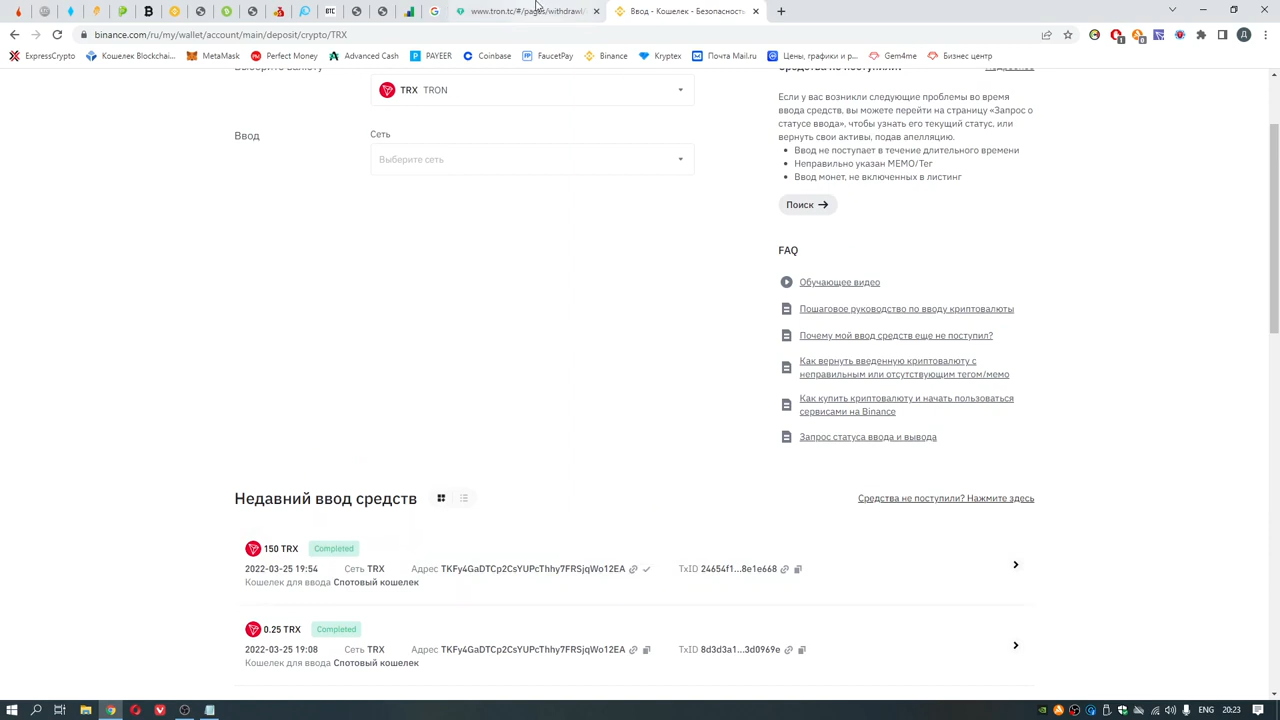 www.tron.tc/#/pages/withdrawl/
Ввод - Кошелек - Безопасность
binance.com/ru/my/wallet/account/main/deposit/crypto/TRX
ExpressCrypto
Кошелек Blockchai...
MetaMask
Perfect Money
Advanced Cash
PAYEER
Coinbase
FaucetPay
Binance
Kryptex
Почта Mail.ru
Цены, графики и р...
Gem4me
Бизнес центр
TRX TRON
Ввод
Сеть
Выберите сеть
Если у вас возникли следующие проблемы во время
ввода средств, вы можете перейти на страницу «Запрос о
статусе ввода», чтобы узнать его текущий статус, или
вернуть свои активы, подав апелляцию.
Ввод не поступает в течение длительного времени
Неправильно указан МЕМО/Тег
Ввод монет, не включенных в листинг
Поиск
FAQ
Обучающее видео
Пошаговое руководство по вводу криптовалюты
Почему мой ввод средств еще не поступил?
Как вернуть введенную криптовалюту с
неправильным или отсутствующим тегом/мемо
Как купить криптовалюту и начать пользоваться
сервисами на Binance
Запрос статуса ввода и вывода
Недавний ввод средств
Средства не поступили? Нажмите здесь
150 TRX Completed
2022-03-25 19:54 Сеть TRX Адрес TKFy4GaDTCp2CsYUPcThhy7FRSjqWo12EA TxID 24654f1...8e1e668
Кошелек для ввода Спотовый кошелек
0.25 TRX Completed
2022-03-25 19:08 Сеть TRX Адрес TKFy4GaDTCp2CsYUPcThhy7FRSjqWo12EA TxID 8d3d3a1...3d0969e
Кошелек для ввода Спотовый кошелек
ENG 20:23